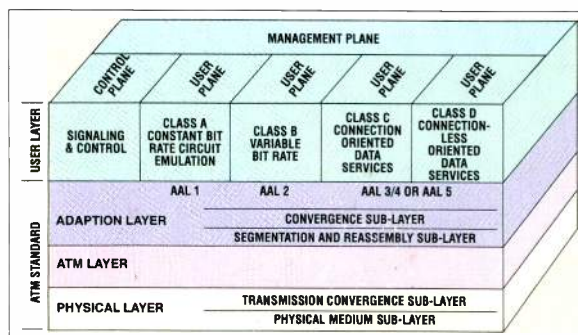 MANAGEMENT PLANE
CONTROL
PLANE
USER
PLANE
USER
PLANE
USER
PLANE
USER
PLANE
USER LAYER
SIGNALING
& CONTROL
CLASS A
CONSTANT BIT
RATE CIRCUIT
EMULATION
CLASS B
VARIABLE
BIT RATE
CLASS C
CONNECTION
ORIENTED
DATA
SERVICES
CLASS D
CONNECTION-
LESS
ORIENTED
DATA
SERVICES
ATM STANDARD
AAL 1
AAL 2
AAL 3/4 OR AAL 5
ADAPTION LAYER
CONVERGENCE SUB-LAYER
SEGMENTATION AND REASSEMBLY SUB-LAYER
ATM LAYER
PHYSICAL LAYER
TRANSMISSION CONVERGENCE SUB-LAYER
PHYSICAL MEDIUM SUB-LAYER